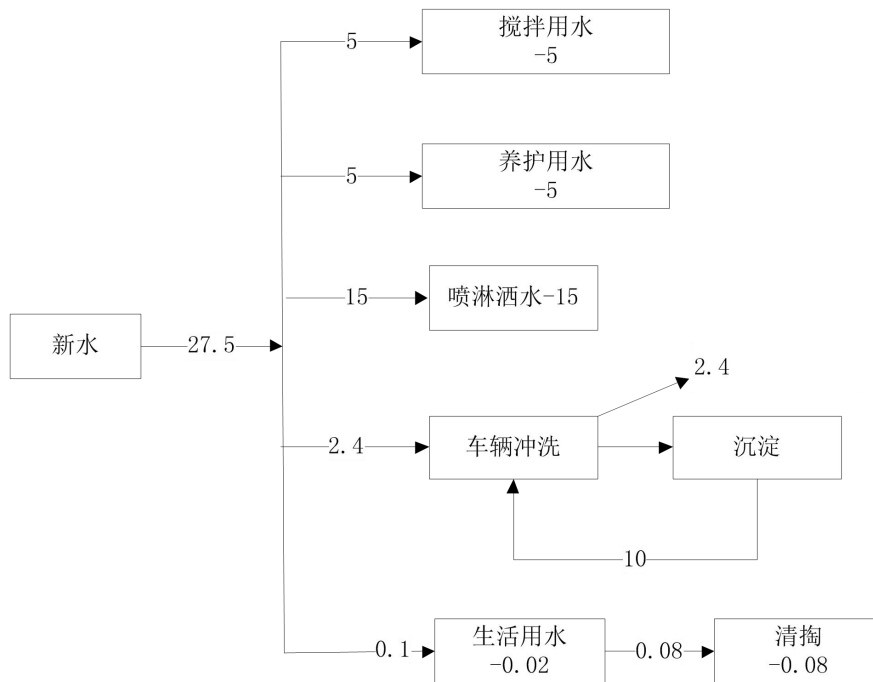 5
搅拌用水
-5
5
养护用水
-5
15
喷淋洒水-15
新水
27.5
2.4
2.4
车辆冲洗
沉淀
10
0.1
生活用水
-0.02
0.08
清掏
-0.08